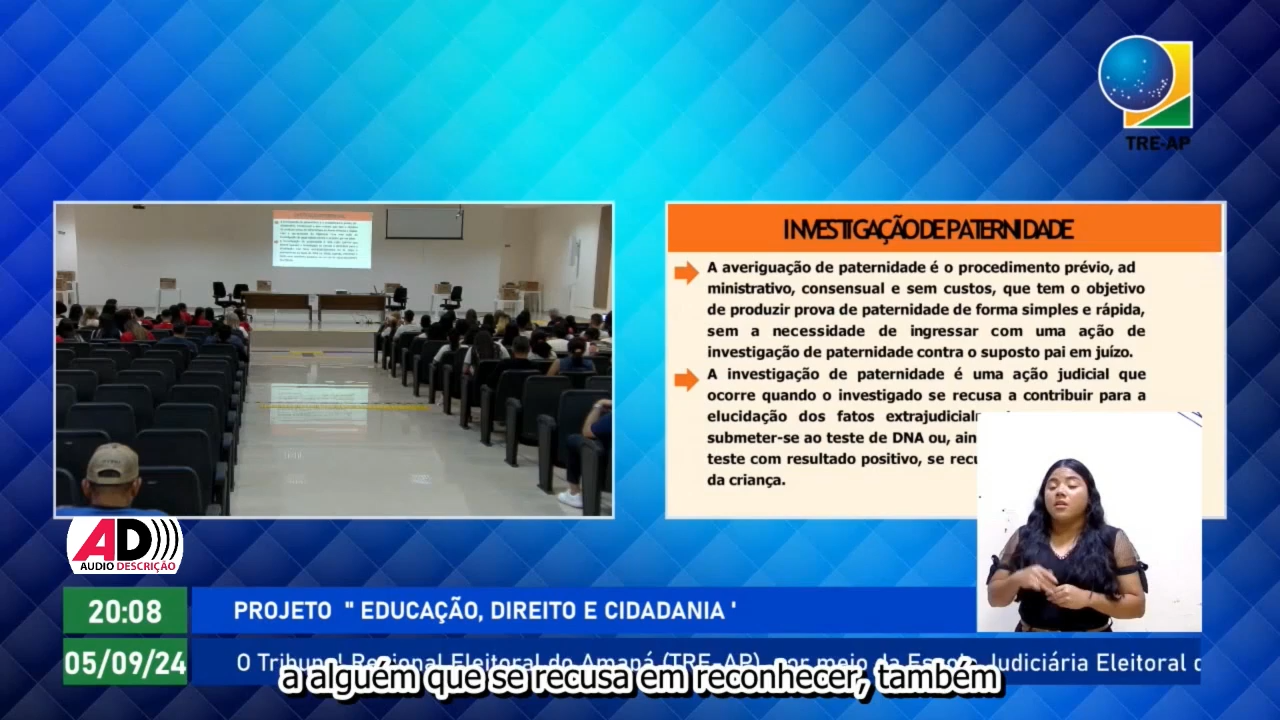 TRE-AP
INVESTIGAÇÃO DE PATERNIDADE
A averiguação de paternidade é o procedimento prévio, ad
ministrativo, consensual e sem custos, que tem o objetivo
de produzir prova de paternidade de forma simples e rápida,
sem a necessidade de ingressar com uma ação de
investigação de paternidade contra o suposto pai em juízo.
A investigação de paternidade é uma ação judicial que
ocorre quando o investigado se recusa a contribuir para a
elucidação dos fatos
submeter-se ao teste de DNA ou,
teste com resultado positivo, se
da criança.
AD
AUDIO DESCRIÇÃO
20:08
PROJETO " EDUCAÇÃO, DIREITO E CIDADANIA '
05/09/24
O Tribunal Regional Eleitoral do Amapá (TRE-AP), por meio da Escola Judiciária Eleitoral
a alguém que se recusa em reconhecer, também